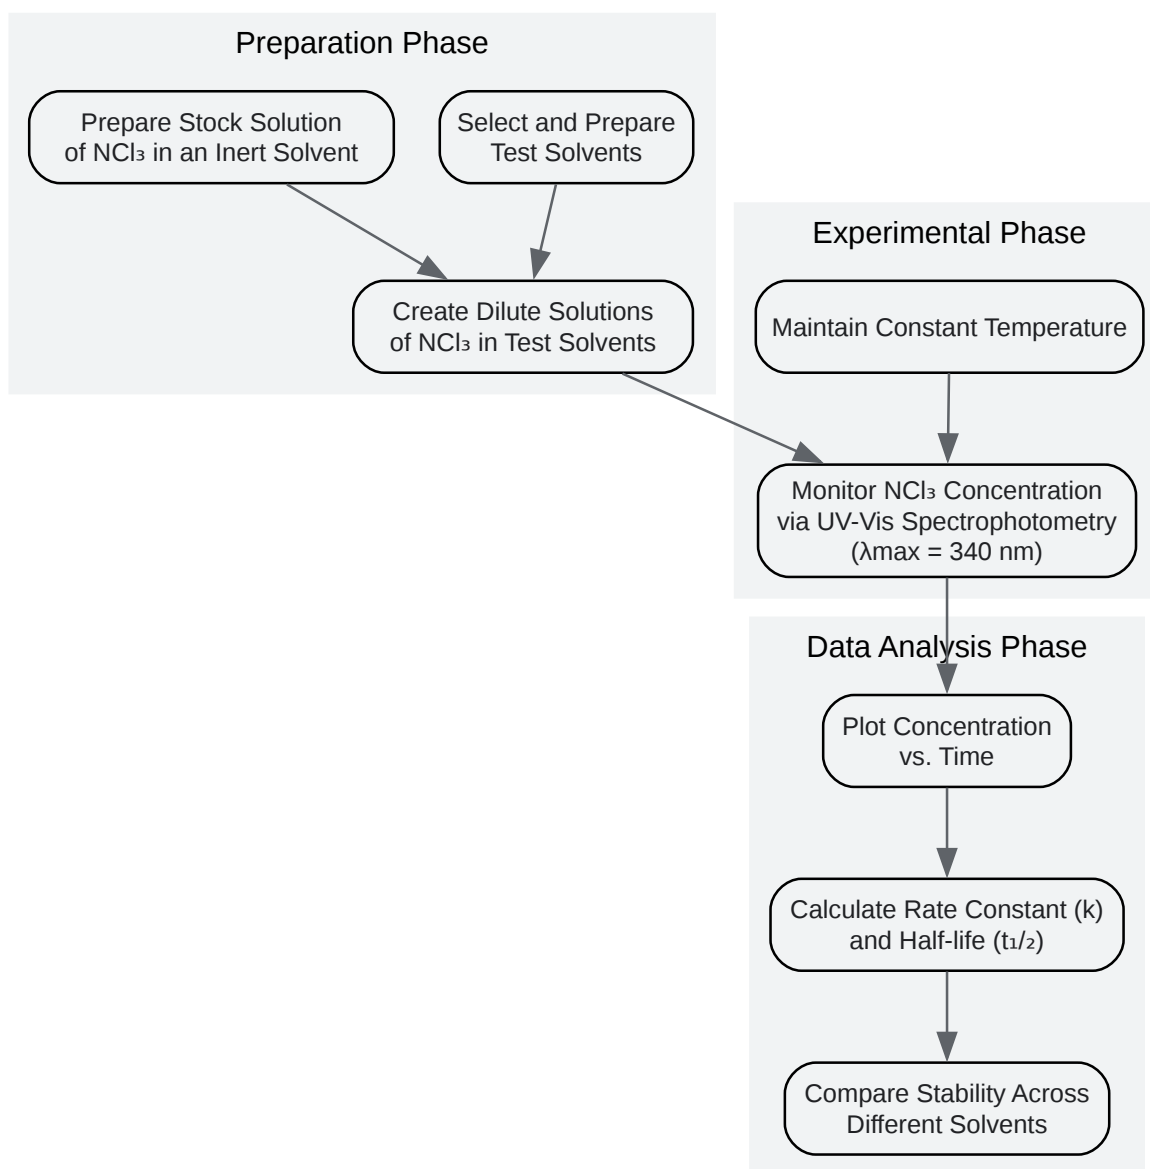 Preparation Phase
Prepare Stock Solution
of NCl₃ in an Inert Solvent
Select and Prepare
Test Solvents
Create Dilute Solutions
of NCl₃ in Test Solvents
Experimental Phase
Maintain Constant Temperature
Monitor NCl₃ Concentration
via UV-Vis Spectrophotometry
(λmax = 340 nm)
Data Analysis Phase
Plot Concentration
vs. Time
Calculate Rate Constant (k)
and Half-life (t₁/₂)
Compare Stability Across
Different Solvents